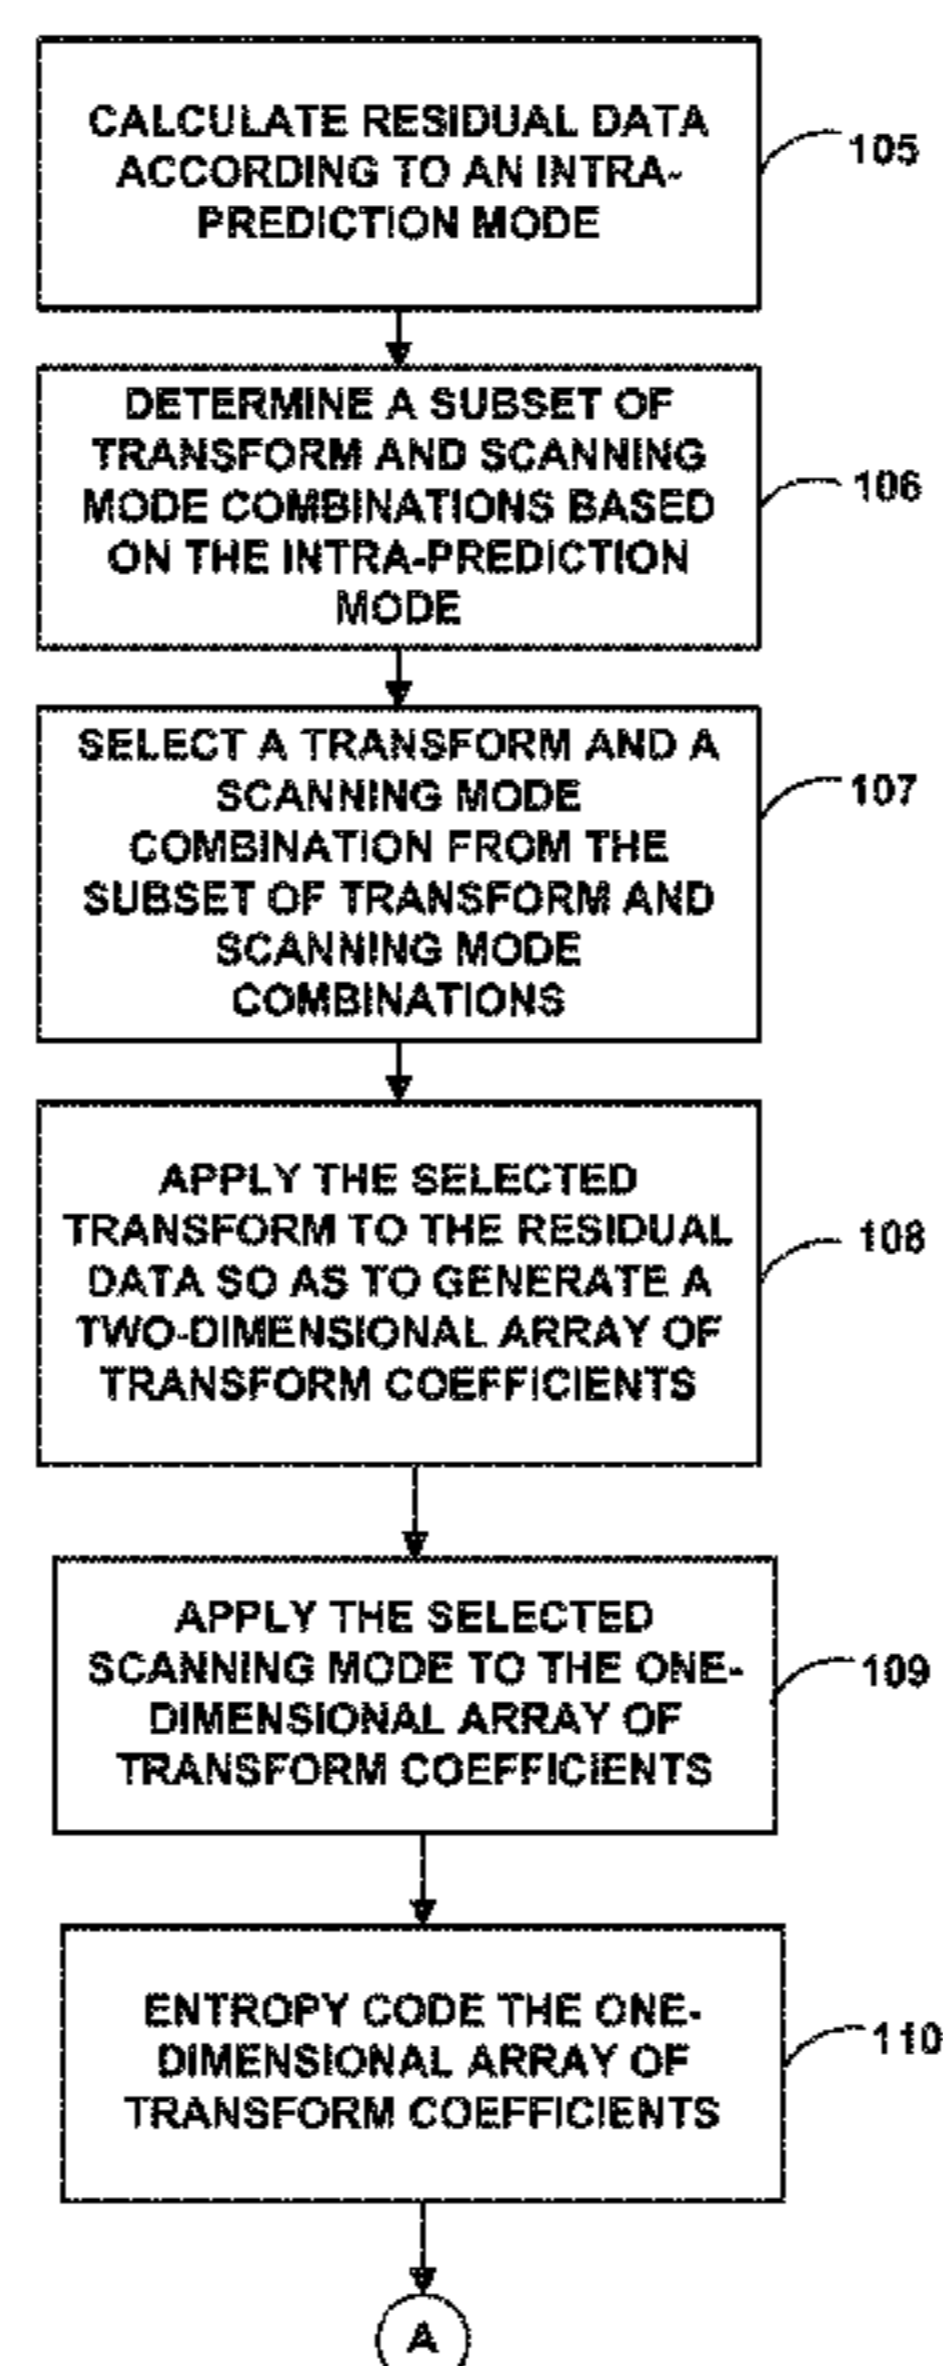 CALCULATE RESIDUAL DATA
ACCORDING TO AN INTRA-
PREDICTION MODE
105
DETERMINE A SUBSET OF
TRANSFORM AND SCANNING
MODE COMBINATIONS BASED
ON THE INTRA-PREDICTION
MODE
106
SELECT A TRANSFORM AND A
SCANNING MODE
COMBINATION FROM THE
SUBSET OF TRANSFORM AND
SCANNING MODE
COMBINATIONS
107
APPLY THE SELECTED
TRANSFORM TO THE RESIDUAL
DATA SO AS TO GENERATE A
TWO-DIMENSIONAL ARRAY OF
TRANSFORM COEFFICIENTS
108
APPLY THE SELECTED
SCANNING MODE TO THE ONE-
DIMENSIONAL ARRAY OF
TRANSFORM COEFFICIENTS
109
ENTROPY CODE THE ONE-
DIMENSIONAL ARRAY OF
TRANSFORM COEFFICIENTS
110
A